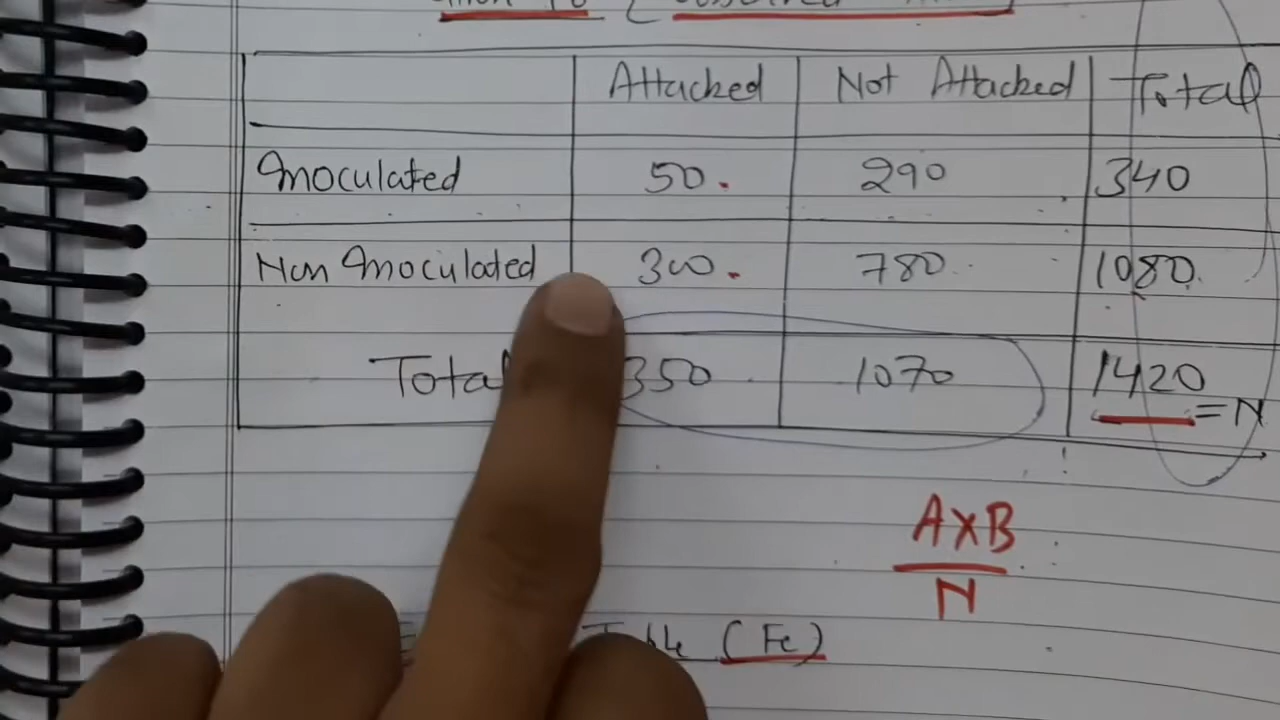 Attacked Not Attacked Total
Inoculated 50. 290 340
Non Inoculated 300. 780 1080
Total 350 1070 1420
= N
A×B
N
(Fe)